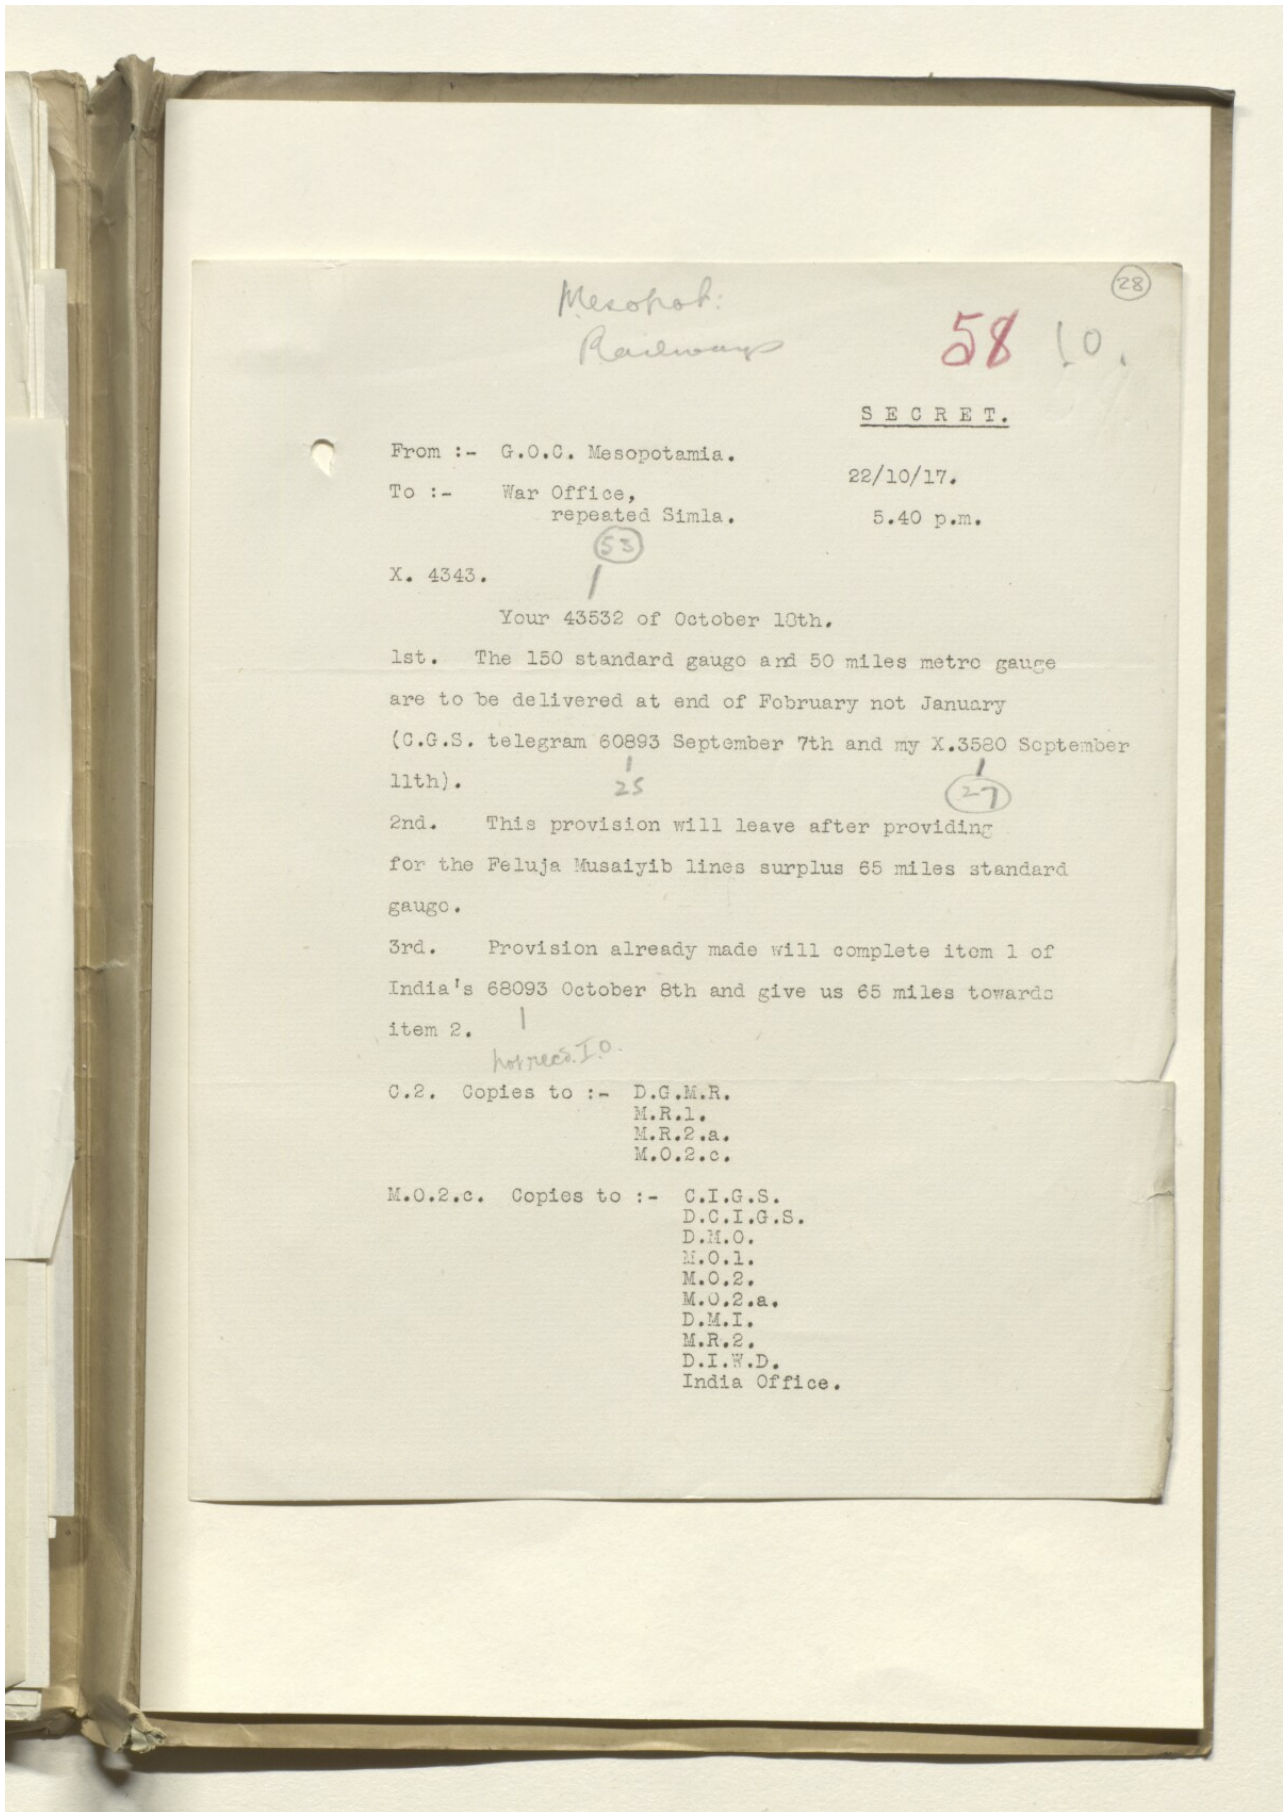 28
Mesopot:
Railways
58 10.
SECRET.
From :- G.O.C. Mesopotamia.
22/10/17.
To :- War Office,
repeated Simla.
5.40 p.m.
53
X. 4343.
Your 43532 of October 10th.
1st. The 150 standard gauge and 50 miles metre gauge
are to be delivered at end of February not January
(C.G.S. telegram 60893 September 7th and my X.3580 September
11th).
25 27
2nd. This provision will leave after providing
for the Feluja Musaiyib lines surplus 65 miles standard
gauge.
3rd. Provision already made will complete item 1 of
India's 68093 October 8th and give us 65 miles towards
item 2.
not recd. I.O.
C.2. Copies to :- D.G.M.R.
M.R.1.
M.R.2.a.
M.O.2.c.
M.O.2.c. Copies to :- C.I.G.S.
D.C.I.G.S.
D.M.O.
M.O.1.
M.O.2.
M.O.2.a.
D.M.I.
M.R.2.
D.I.W.D.
India Office.